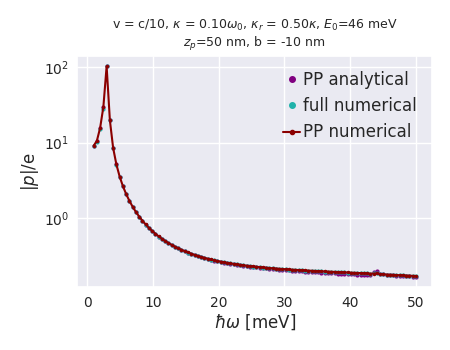 v = c/10, κ = 0.10ω₀, κᵣ = 0.50κ, E₀=46 meV
zₚ=50 nm, b = -10 nm
|p|/e
10²
10¹
10⁰
PP analytical
full numerical
PP numerical
0 10 20 30 40 50
ħω [meV]